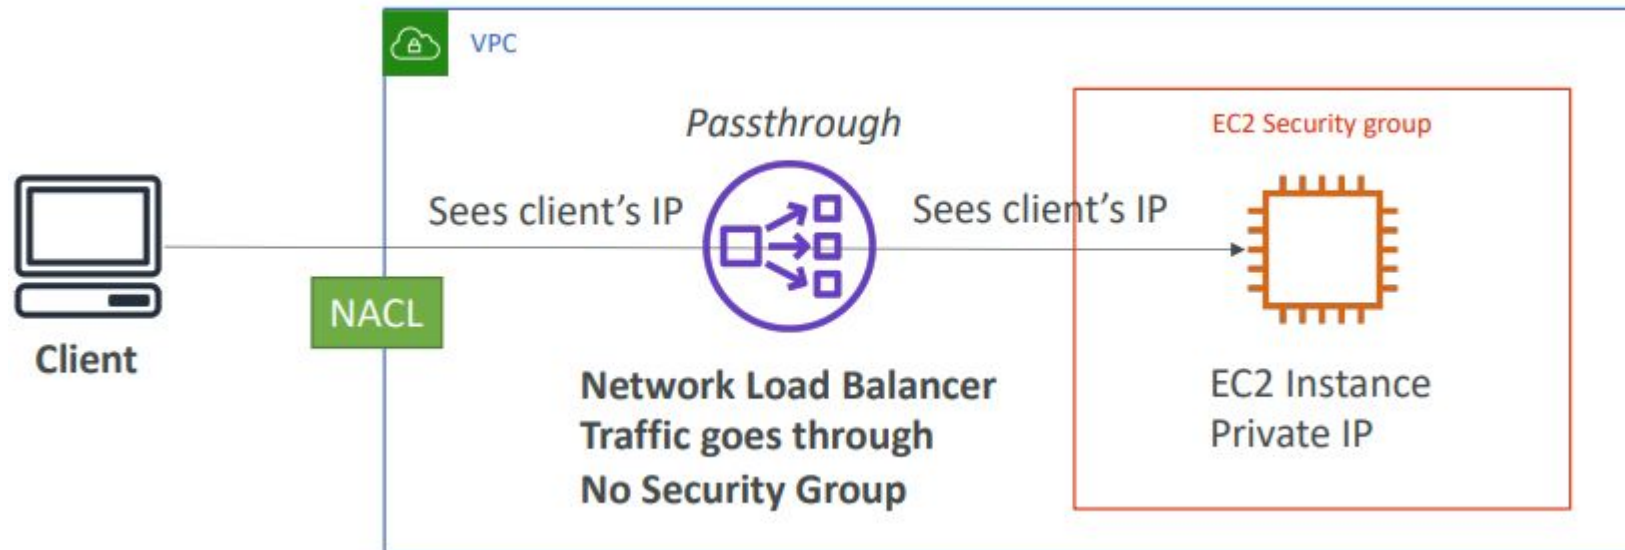 VPC
Passthrough
EC2 Security group
Sees client’s IP
Sees client’s IP
NACL
Client
Network Load Balancer
Traffic goes through
No Security Group
EC2 Instance
Private IP